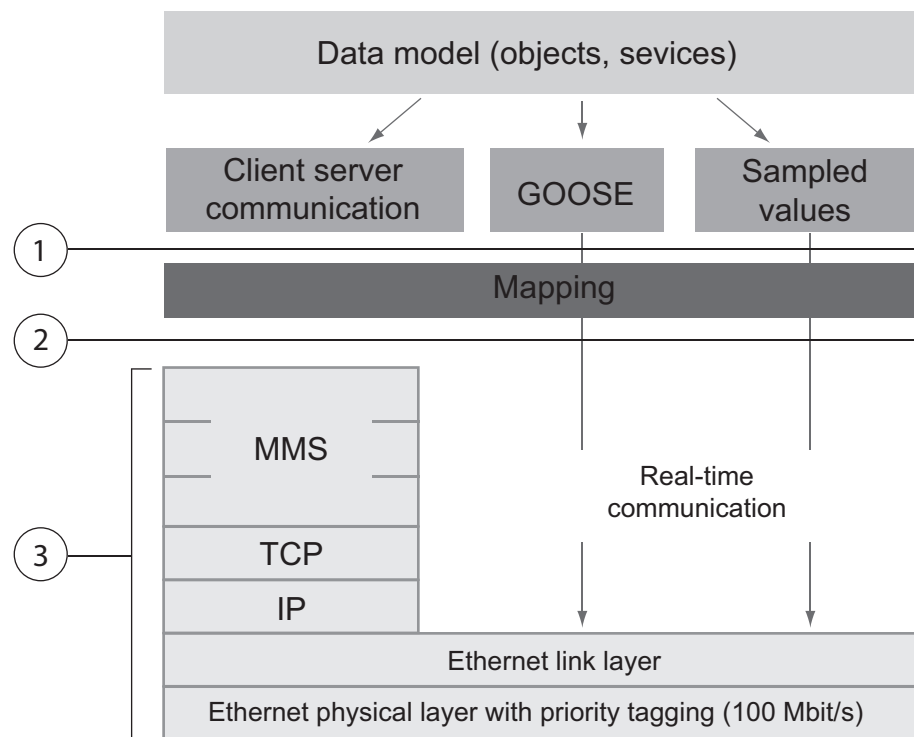 Data model (objects, sevices)
Client server
communication
GOOSE
Sampled
values
1
Mapping
2
MMS
Real-time
communication
3
TCP
IP
Ethernet link layer
Ethernet physical layer with priority tagging (100 Mbit/s)